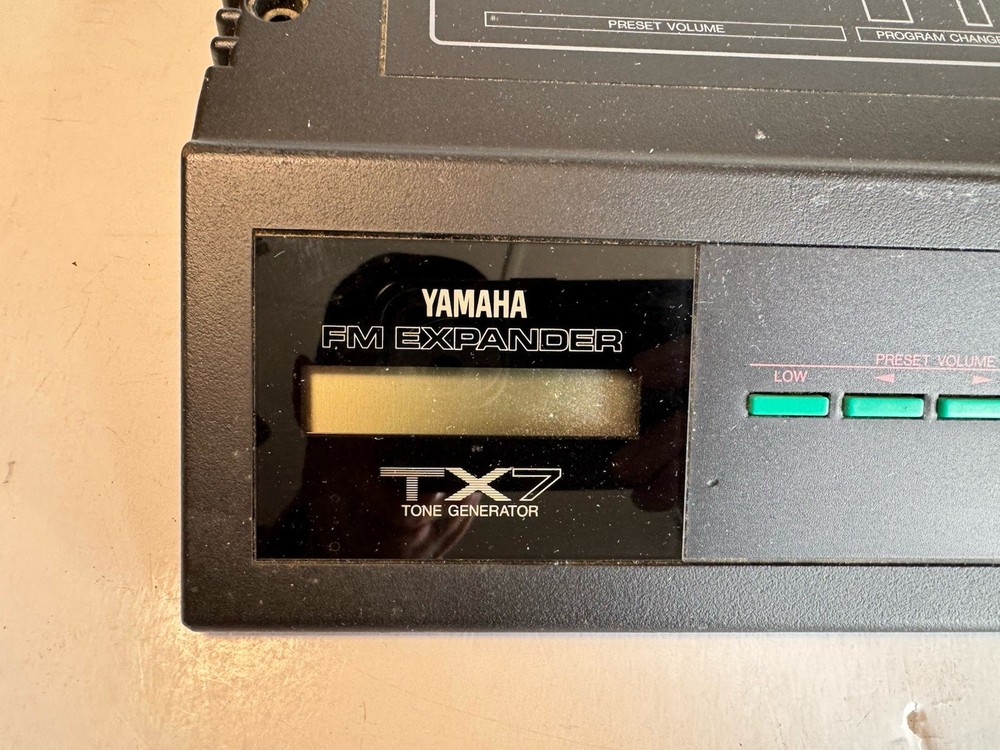 PRESET VOLUME
PROGRAM CHANGE
YAMAHA
FM EXPANDER
TX7
TONE GENERATOR
PRESET VOLUME
LOW